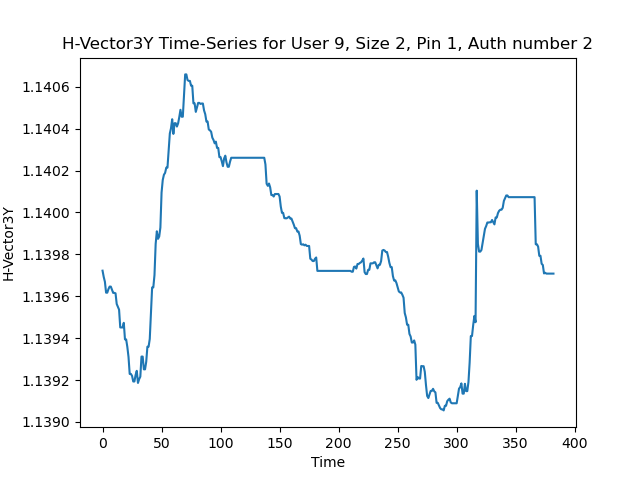 H-Vector3Y Time-Series for User 9, Size 2, Pin 1, Auth number 2
H-Vector3Y
1.1406
1.1404
1.1402
1.1400
1.1398
1.1396
1.1394
1.1392
1.1390
0 50 100 150 200 250 300 350 400
Time